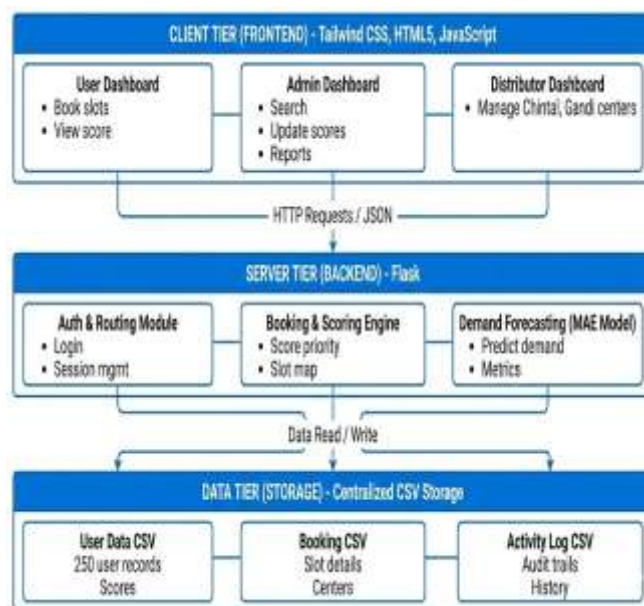 CLIENT TIER (FRONTEND) - Tailwind CSS, HTML5, JavaScript
User Dashboard
• Book slots
• View score
Admin Dashboard
• Search
• Update scores
• Reports
Distributor Dashboard
• Manage Chintal, Gandi centers
HTTP Requests / JSON
SERVER TIER (BACKEND) - Flask
Auth & Routing Module
• Login
• Session mgmt
Booking & Scoring Engine
• Score priority
• Slot map
Demand Forecasting (MAE Model)
• Predict demand
• Metrics
Data Read / Write
DATA TIER (STORAGE) - Centralized CSV Storage
User Data CSV
250 user records
Scores
Booking CSV
Slot details
Centers
Activity Log CSV
Audit trails
History